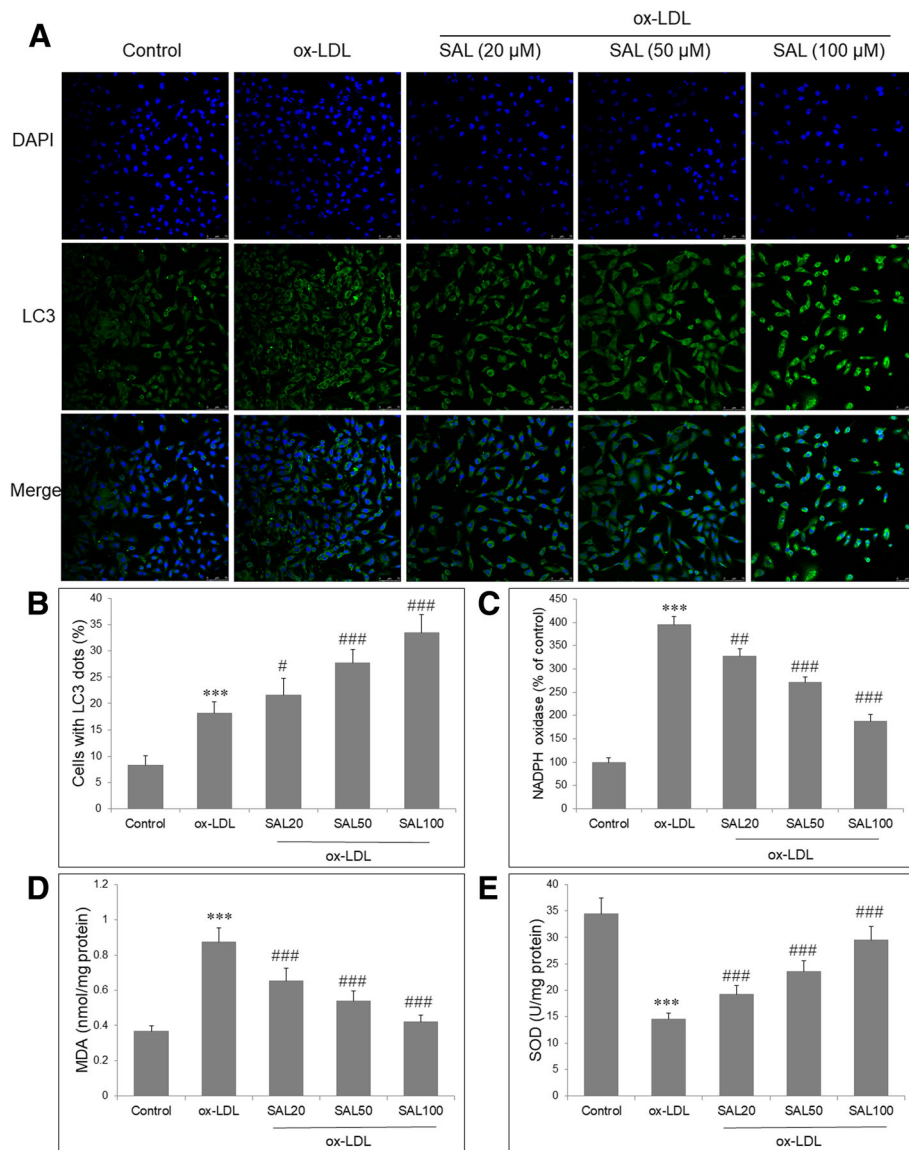 A
ox-LDL
Control
ox-LDL
SAL (20 µM)
SAL (50 µM)
SAL (100 µM)
DAPI
LC3
Merge
B
Cells with LC3 dots (%)
40
35
30
25
20
15
10
5
0
***
#
###
###
Control
ox-LDL
SAL20
SAL50
SAL100
ox-LDL
C
NADPH oxidase (% of control)
450
400
350
300
250
200
150
100
50
0
***
##
###
###
Control
ox-LDL
SAL20
SAL50
SAL100
ox-LDL
D
MDA (nmol/mg protein)
1.2
1
0.8
0.6
0.4
0.2
0
***
###
###
###
Control
ox-LDL
SAL20
SAL50
SAL100
ox-LDL
E
SOD (U/mg protein)
40
35
30
25
20
15
10
5
0
***
###
###
###
Control
ox-LDL
SAL20
SAL50
SAL100
ox-LDL